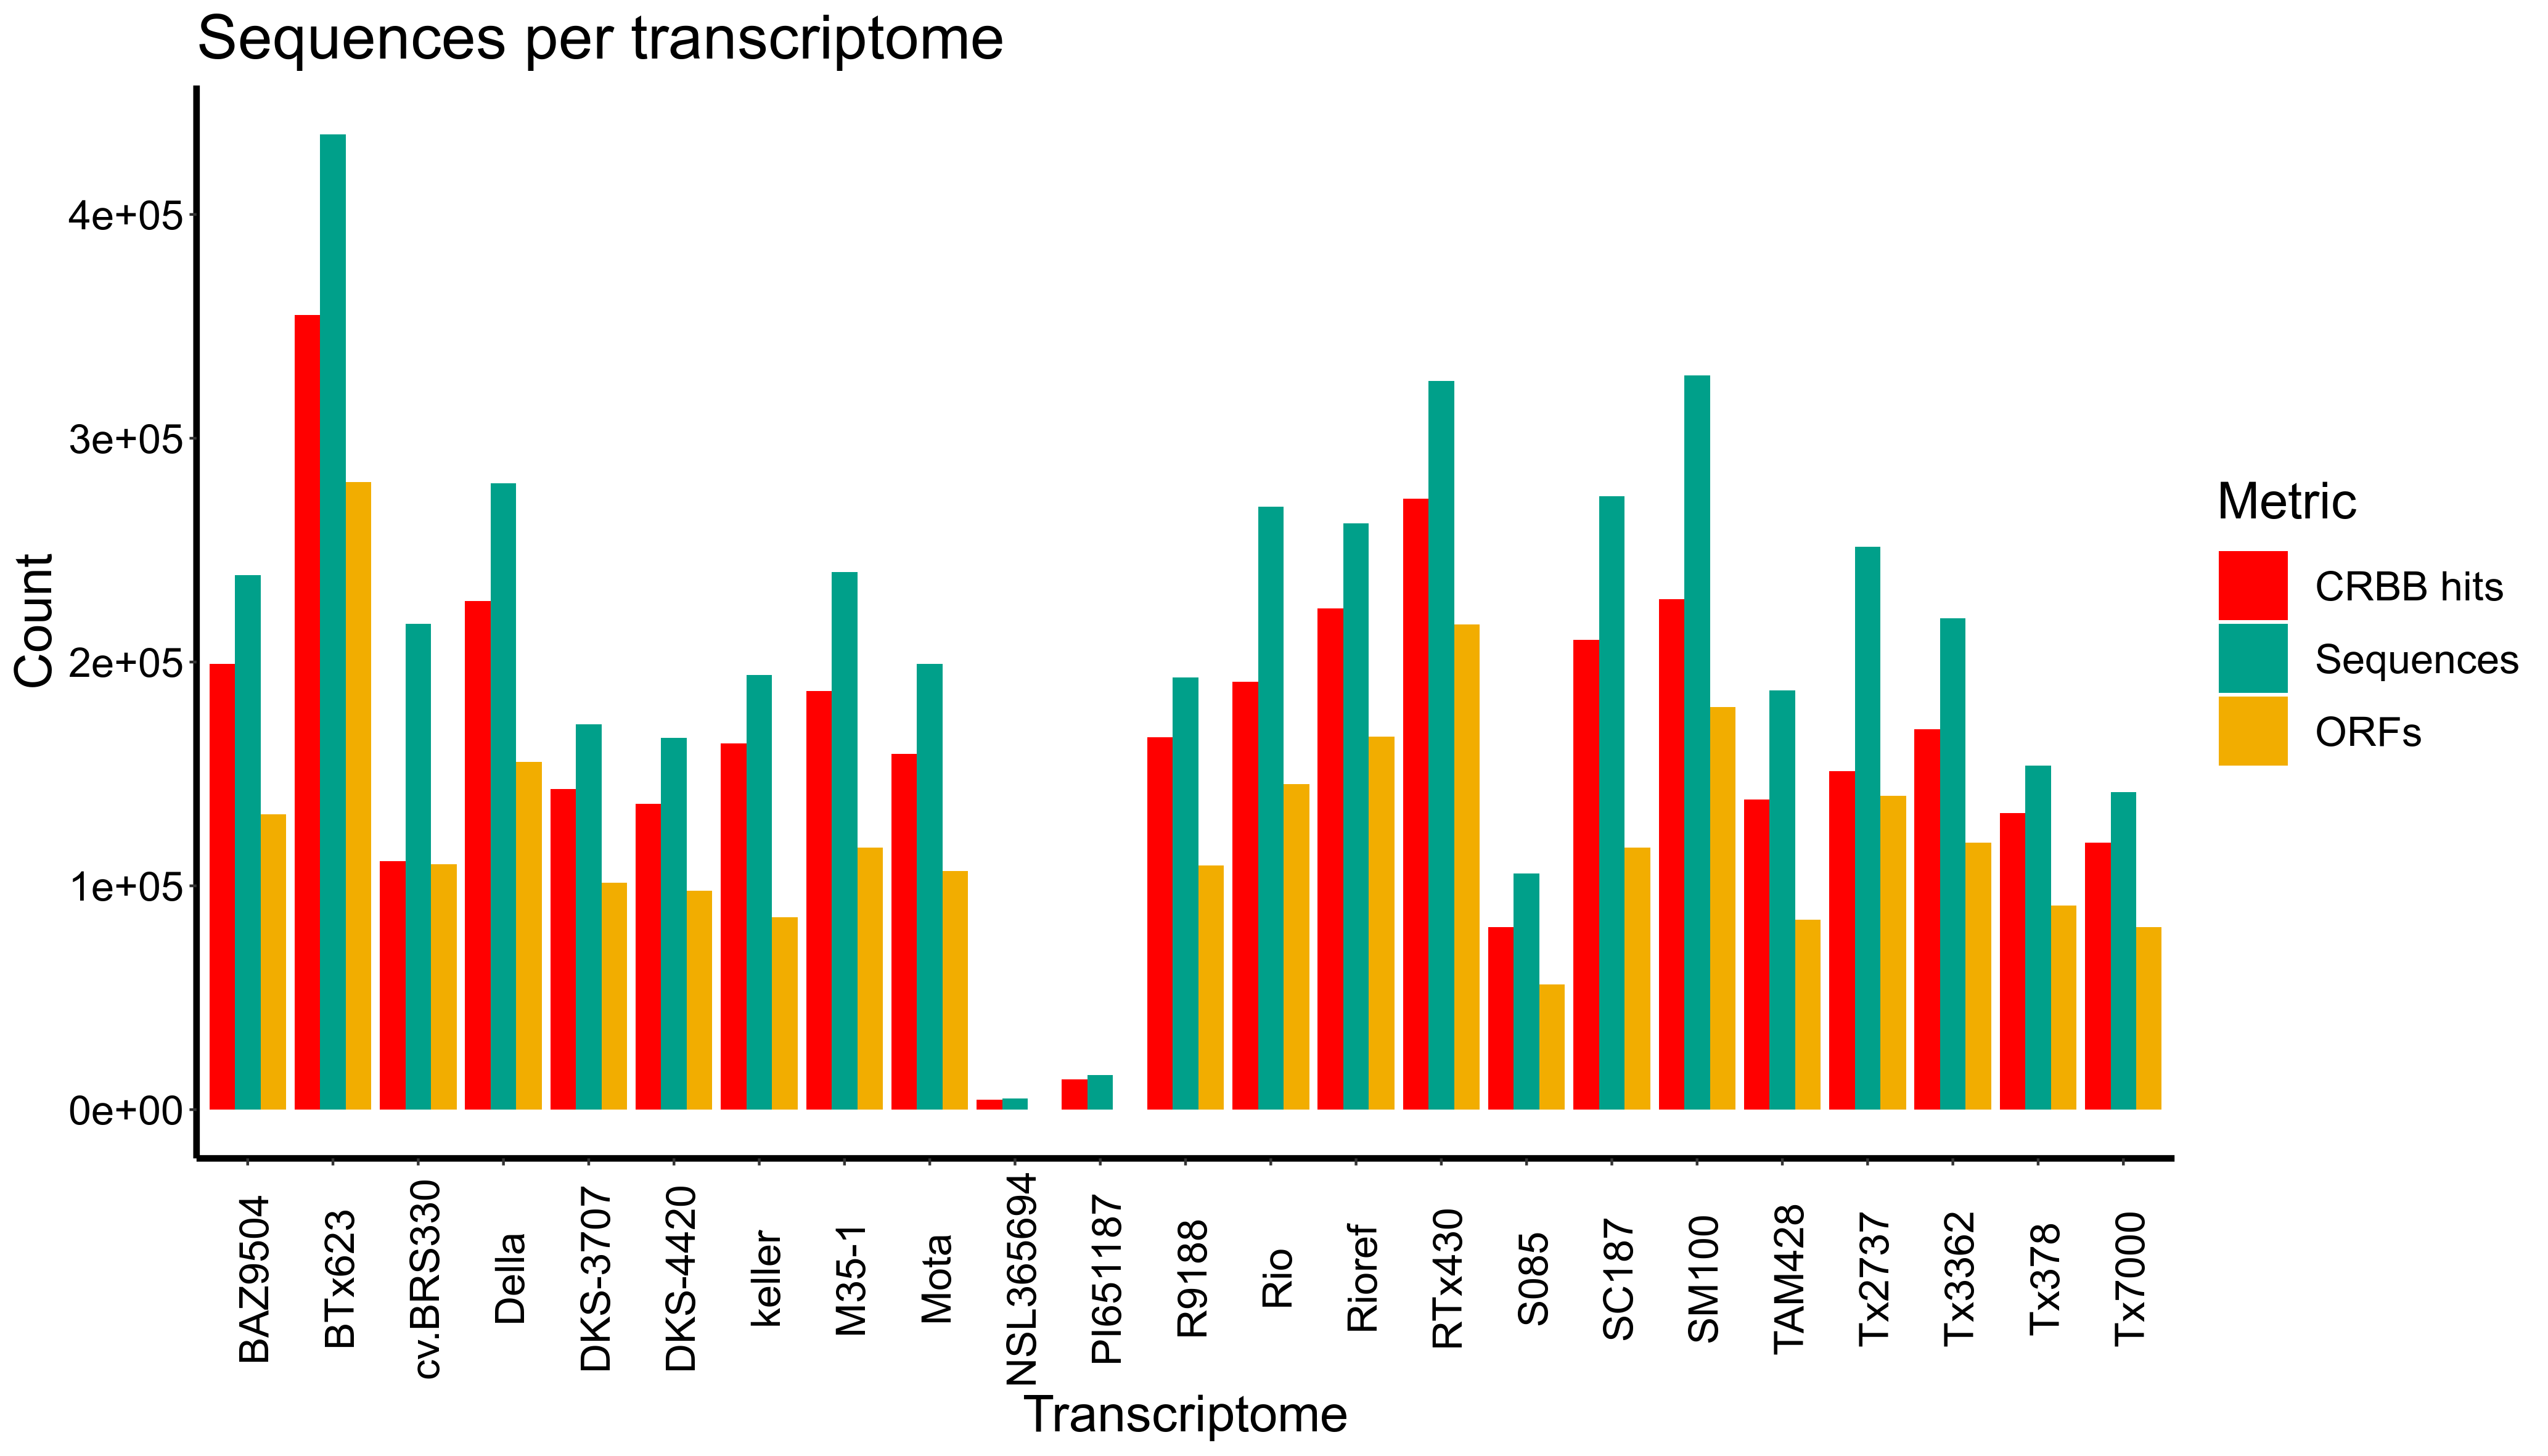 Sequences per transcriptome
Count
4e+05
3e+05
2e+05
1e+05
0e+00
BAZ9504
BTx623
cv.BRS330
Della
DKS-3707
DKS-4420
keller
M35-1
Mota
NSL365694
PI651187
R9188
Rio
Rioref
RTx430
S085
SC187
SM100
TAM428
Tx2737
Tx3362
Tx378
Tx7000
Transcriptome
Metric
CRBB hits
Sequences
ORFs